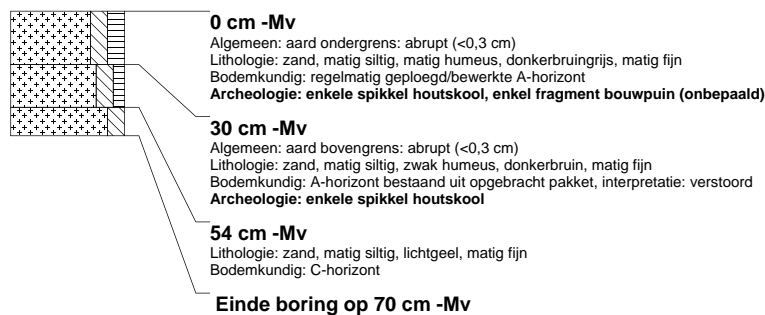 0 cm -Mv
Algemeen: aard ondergrens: abrupt (<0,3 cm)
Lithologie: zand, matig siltig, matig humeus, donkerbruingrijs, matig fijn
Bodemkundig: regelmatig geploegd/bewerkte A-horizont
Archeologie: enkele spikkel houtskool, enkel fragment bouwpuin (onbepaald)
30 cm -Mv
Algemeen: aard bovengrens: abrupt (<0,3 cm)
Lithologie: zand, matig siltig, zwak humeus, donkerbruin, matig fijn
Bodemkundig: A-horizont bestaand uit opgebracht pakket, interpretatie: verstoord
Archeologie: enkele spikkel houtskool
54 cm -Mv
Lithologie: zand, matig siltig, lichtgeel, matig fijn
Bodemkundig: C-horizont
Einde boring op 70 cm -Mv